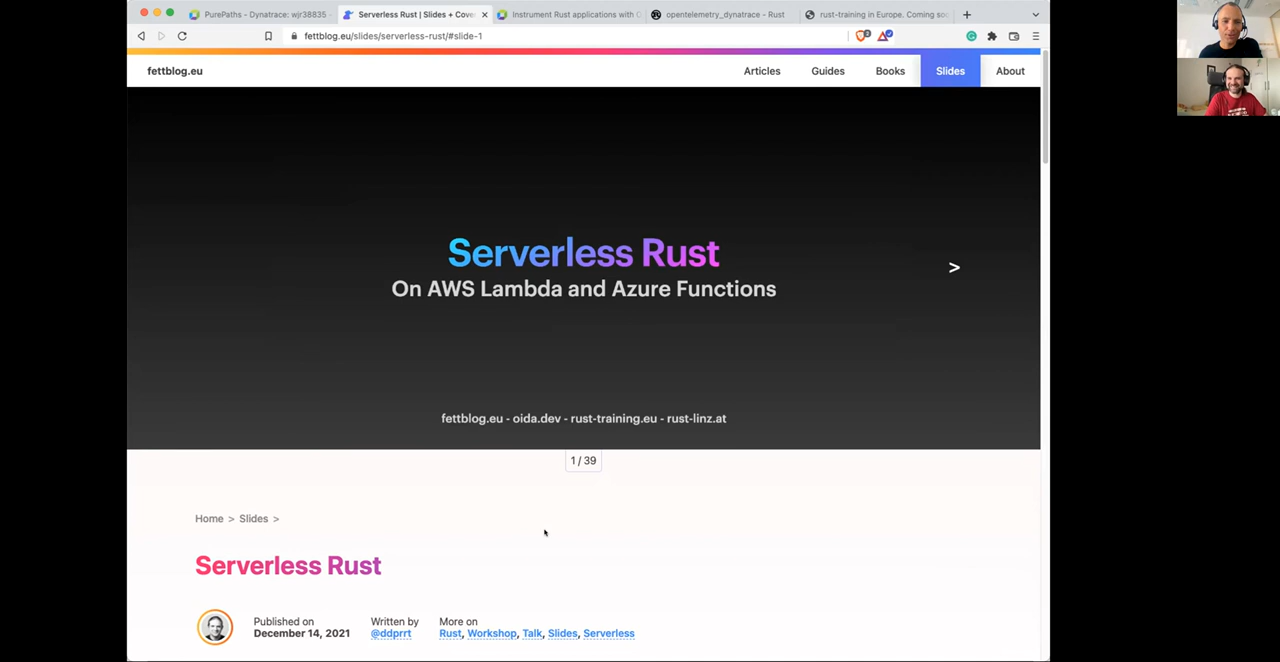 PurePaths - Dynatrace: wjr38835 -
Serverless Rust | Slides + Cove
Instrument Rust applications with O
opentelemetry_dynatrace - Rust
rust-training in Europe. Coming soo
fettblog.eu/slides/serverless-rust/#slide-1
fettblog.eu
Articles
Guides
Books
Slides
About
Serverless Rust
On AWS Lambda and Azure Functions
>
fettblog.eu - oida.dev - rust-training.eu - rust-linz.at
1 / 39
Home > Slides >
Serverless Rust
Published on
December 14, 2021
Written by
@ddprrt
More on
Rust, Workshop, Talk, Slides, Serverless